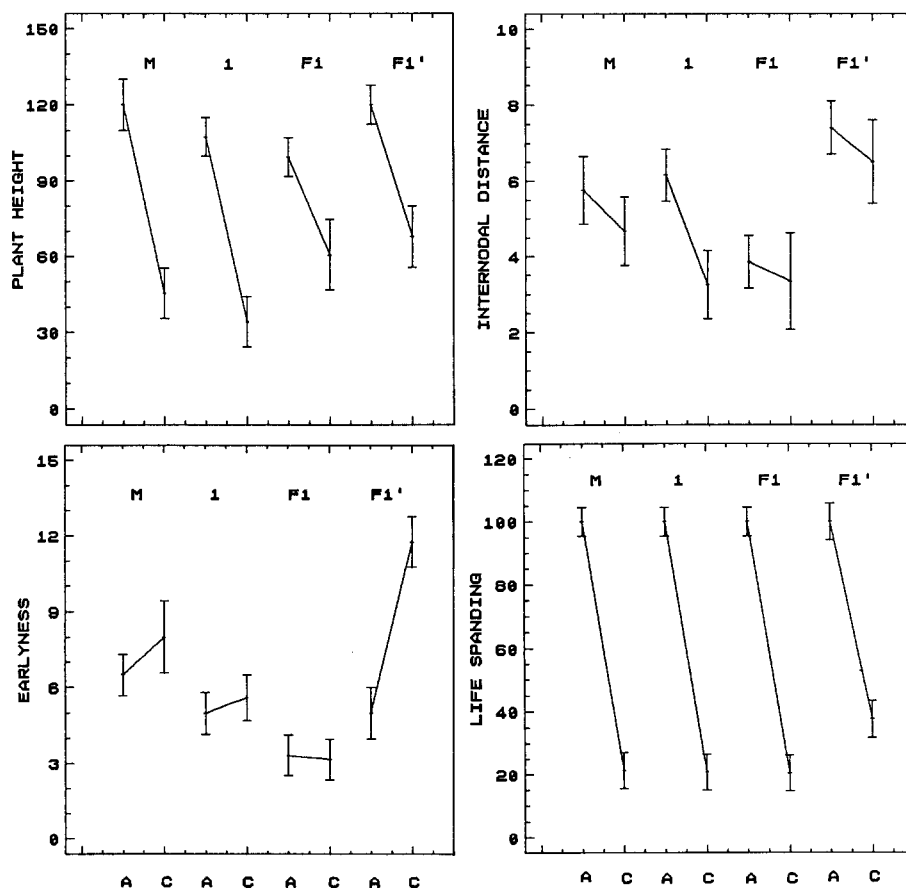 PLANT HEIGHT
150
120
90
60
30
0
M 1 F1 F1'
INTERNODAL DISTANCE
10
8
6
4
2
0
M 1 F1 F1'
EARLYNESS
15
12
9
6
3
0
M 1 F1 F1'
A C A C A C A C
LIFE SPANDING
120
100
80
60
40
20
0
M 1 F1 F1'
A C A C A C A C